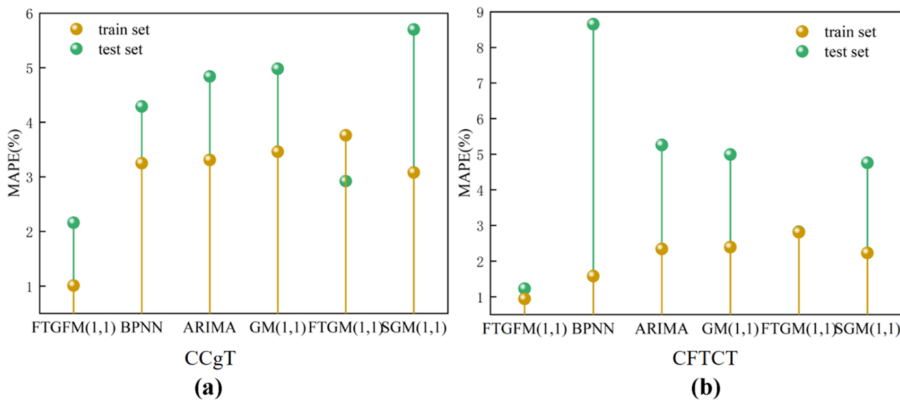 6
5
4
3
2
1
MAPE(%)
train set
test set
FTGFM(1,1) BPNN ARIMA GM(1,1) FTGM(1,1) SGM(1,1)
CCgT
(a)
9
8
7
6
5
4
3
2
1
MAPE(%)
train set
test set
FTGFM(1,1) BPNN ARIMA GM(1,1) FTGM(1,1) SGM(1,1)
CFTCT
(b)